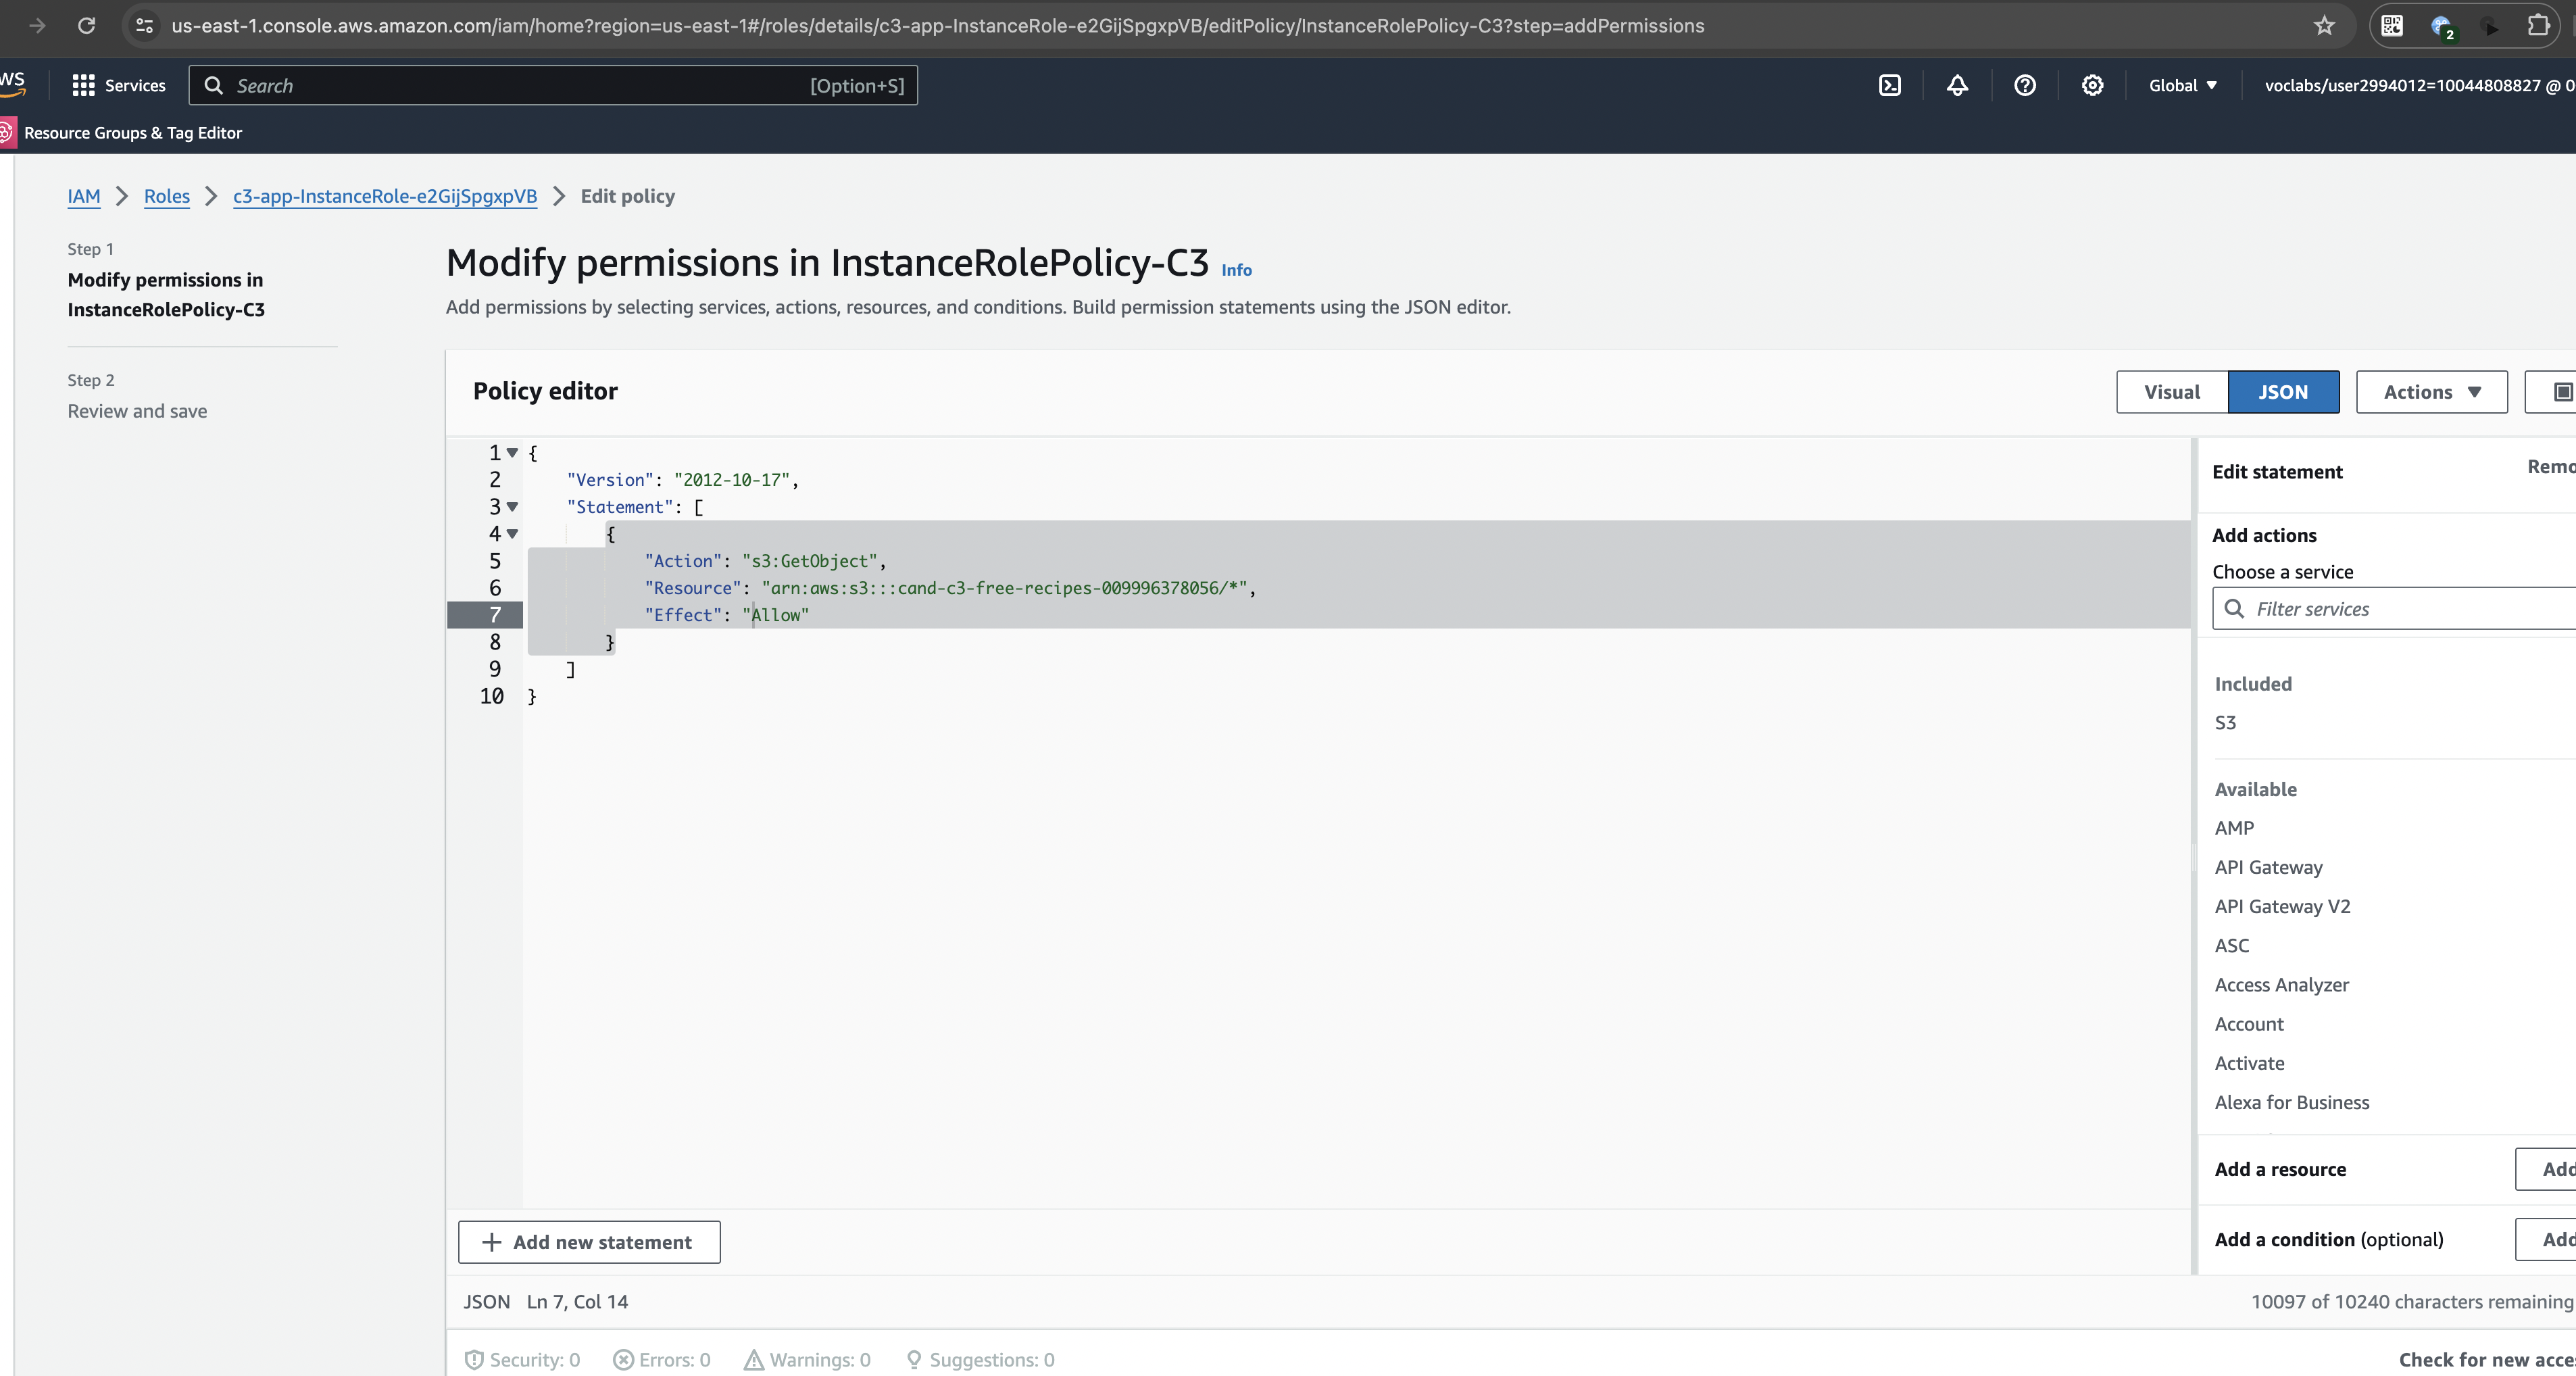 us-east-1.console.aws.amazon.com/iam/home?region=us-east-1#/roles/details/c3-app-InstanceRole-e2GijSpgxpVB/editPolicy/InstanceRolePolicy-C3?step=addPermissions
2
Services
Search
[Option+S]
Global
voclabs/user2994012=10044808827 @ 0
Resource Groups & Tag Editor
IAM
Roles
c3-app-InstanceRole-e2GijSpgxpVB
Edit policy
Step 1
Modify permissions in
InstanceRolePolicy-C3
Step 2
Review and save
Modify permissions in InstanceRolePolicy-C3 Info
Add permissions by selecting services, actions, resources, and conditions. Build permission statements using the JSON editor.
Policy editor
Visual
JSON
Actions
1 {
2 "Version": "2012-10-17",
3 "Statement": [
4 {
5 "Action": "s3:GetObject",
6 "Resource": "arn:aws:s3:::cand-c3-free-recipes-009996378056/*",
7 "Effect": "Allow"
8 }
9 ]
10 }
Edit statement
Remo
Add actions
Choose a service
Filter services
Included
S3
Available
AMP
API Gateway
API Gateway V2
ASC
Access Analyzer
Account
Activate
Alexa for Business
Add a resource
Add
Add a condition (optional)
Add
+ Add new statement
JSON Ln 7, Col 14
10097 of 10240 characters remaining
Security: 0
Errors: 0
Warnings: 0
Suggestions: 0
Check for new acce